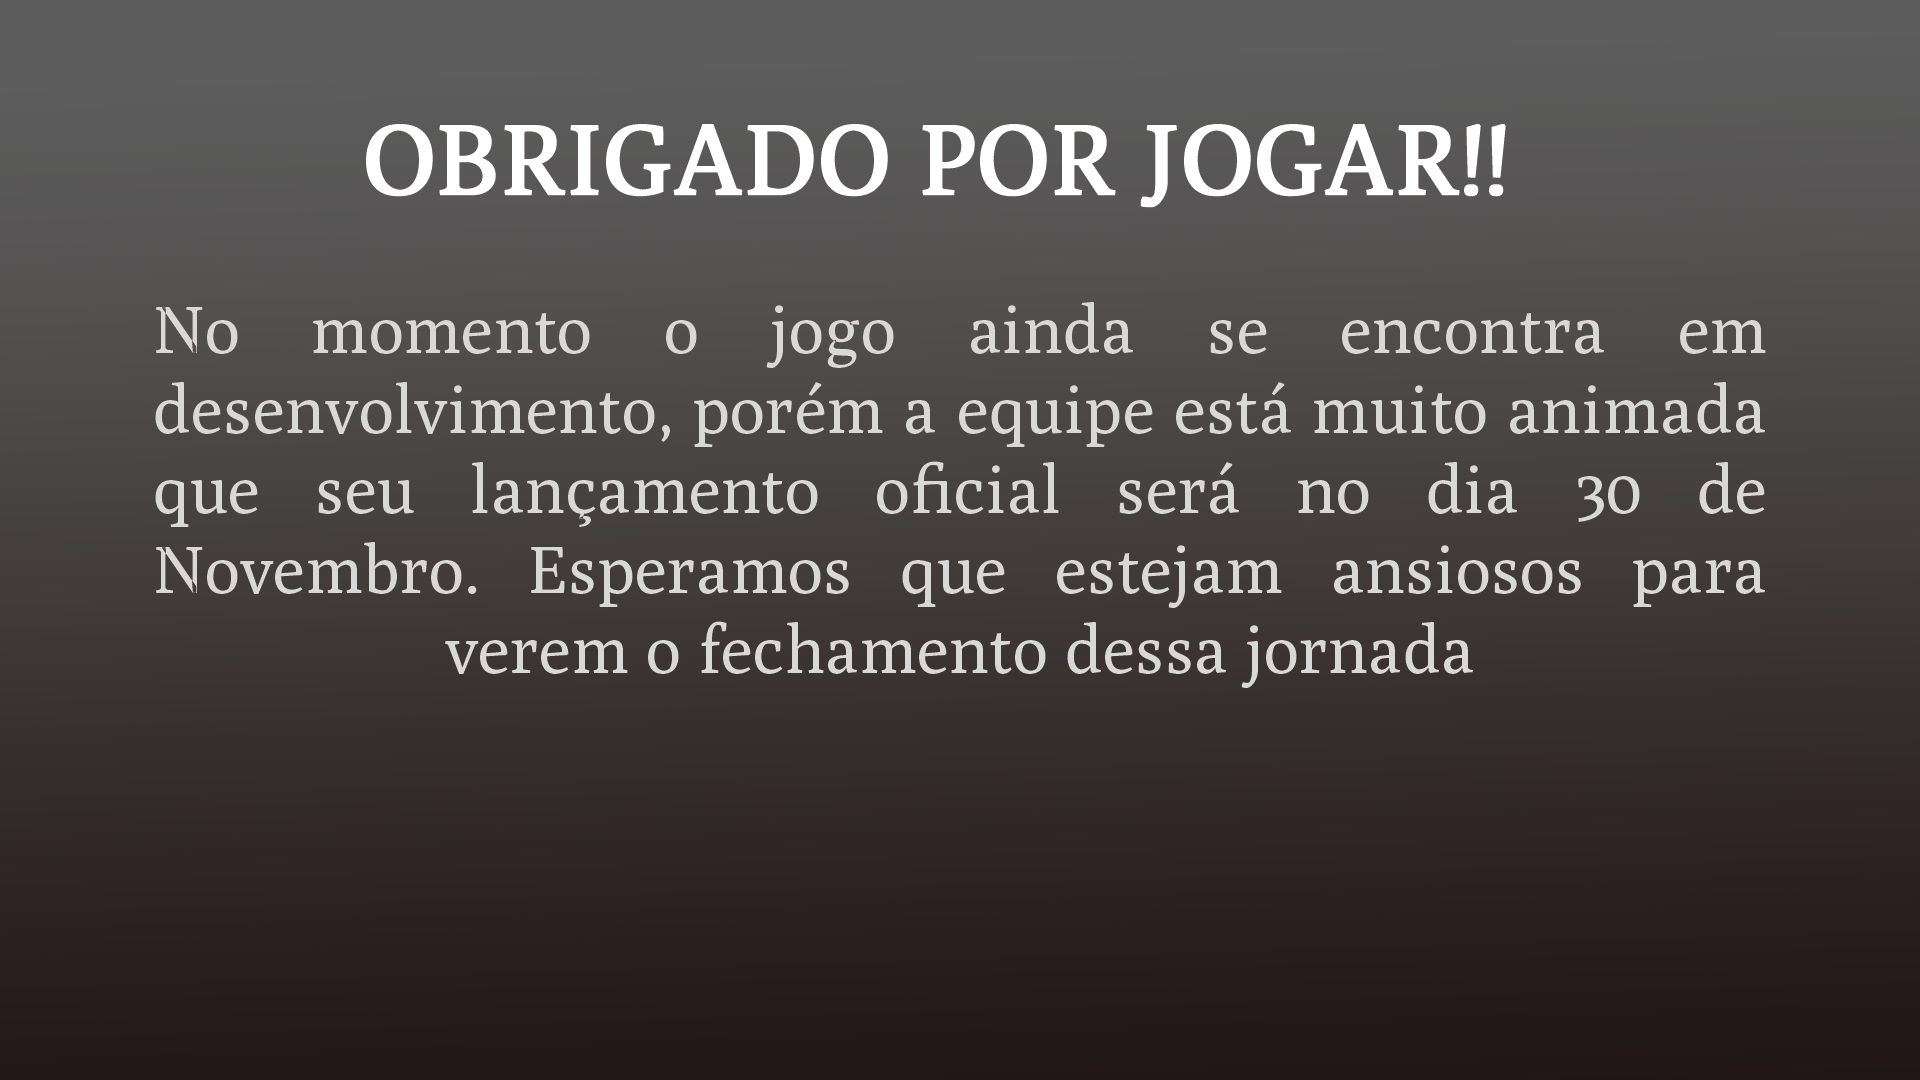 OBRIGADO POR JOGAR!!
No momento o jogo ainda se encontra em
desenvolvimento, porém a equipe está muito animada
que seu lançamento oficial será no dia 30 de
Novembro. Esperamos que estejam ansiosos para
verem o fechamento dessa jornada